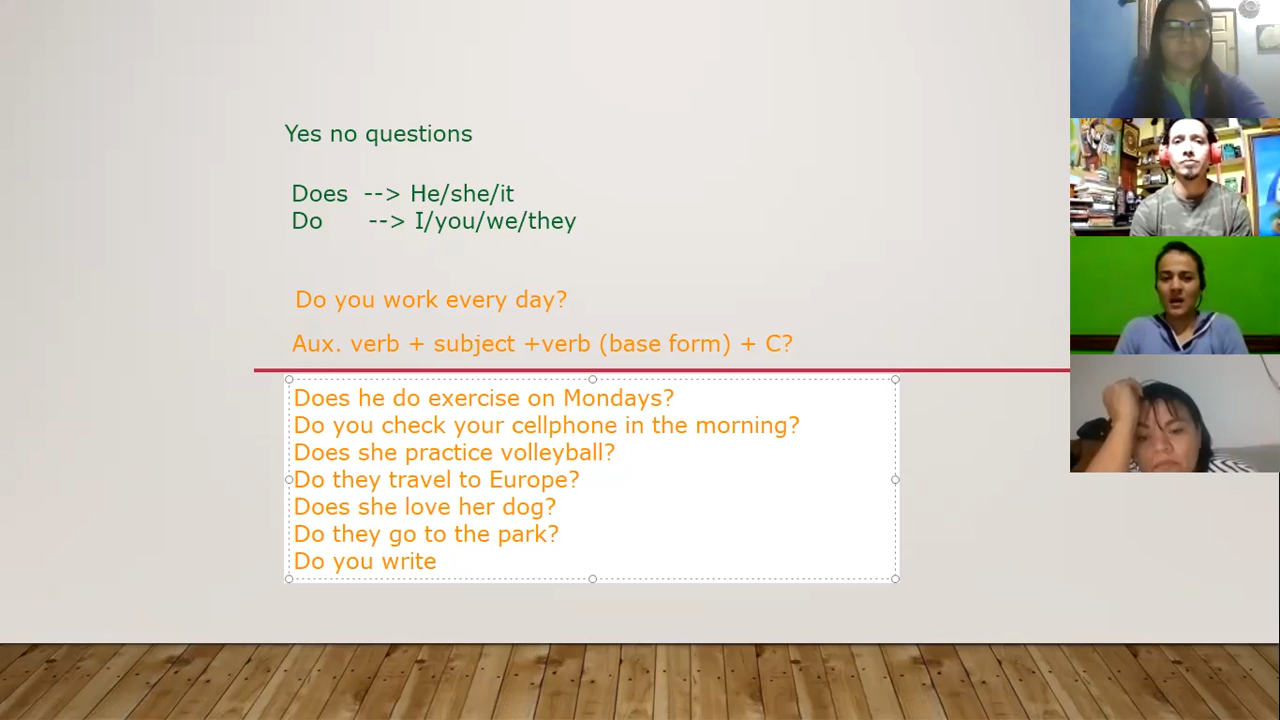 Yes no questions
Does --> He/she/it
Do --> I/you/we/they
Do you work every day?
Aux. verb + subject +verb (base form) + C?
Does he do exercise on Mondays?
Do you check your cellphone in the morning?
Does she practice volleyball?
Do they travel to Europe?
Does she love her dog?
Do they go to the park?
Do you write